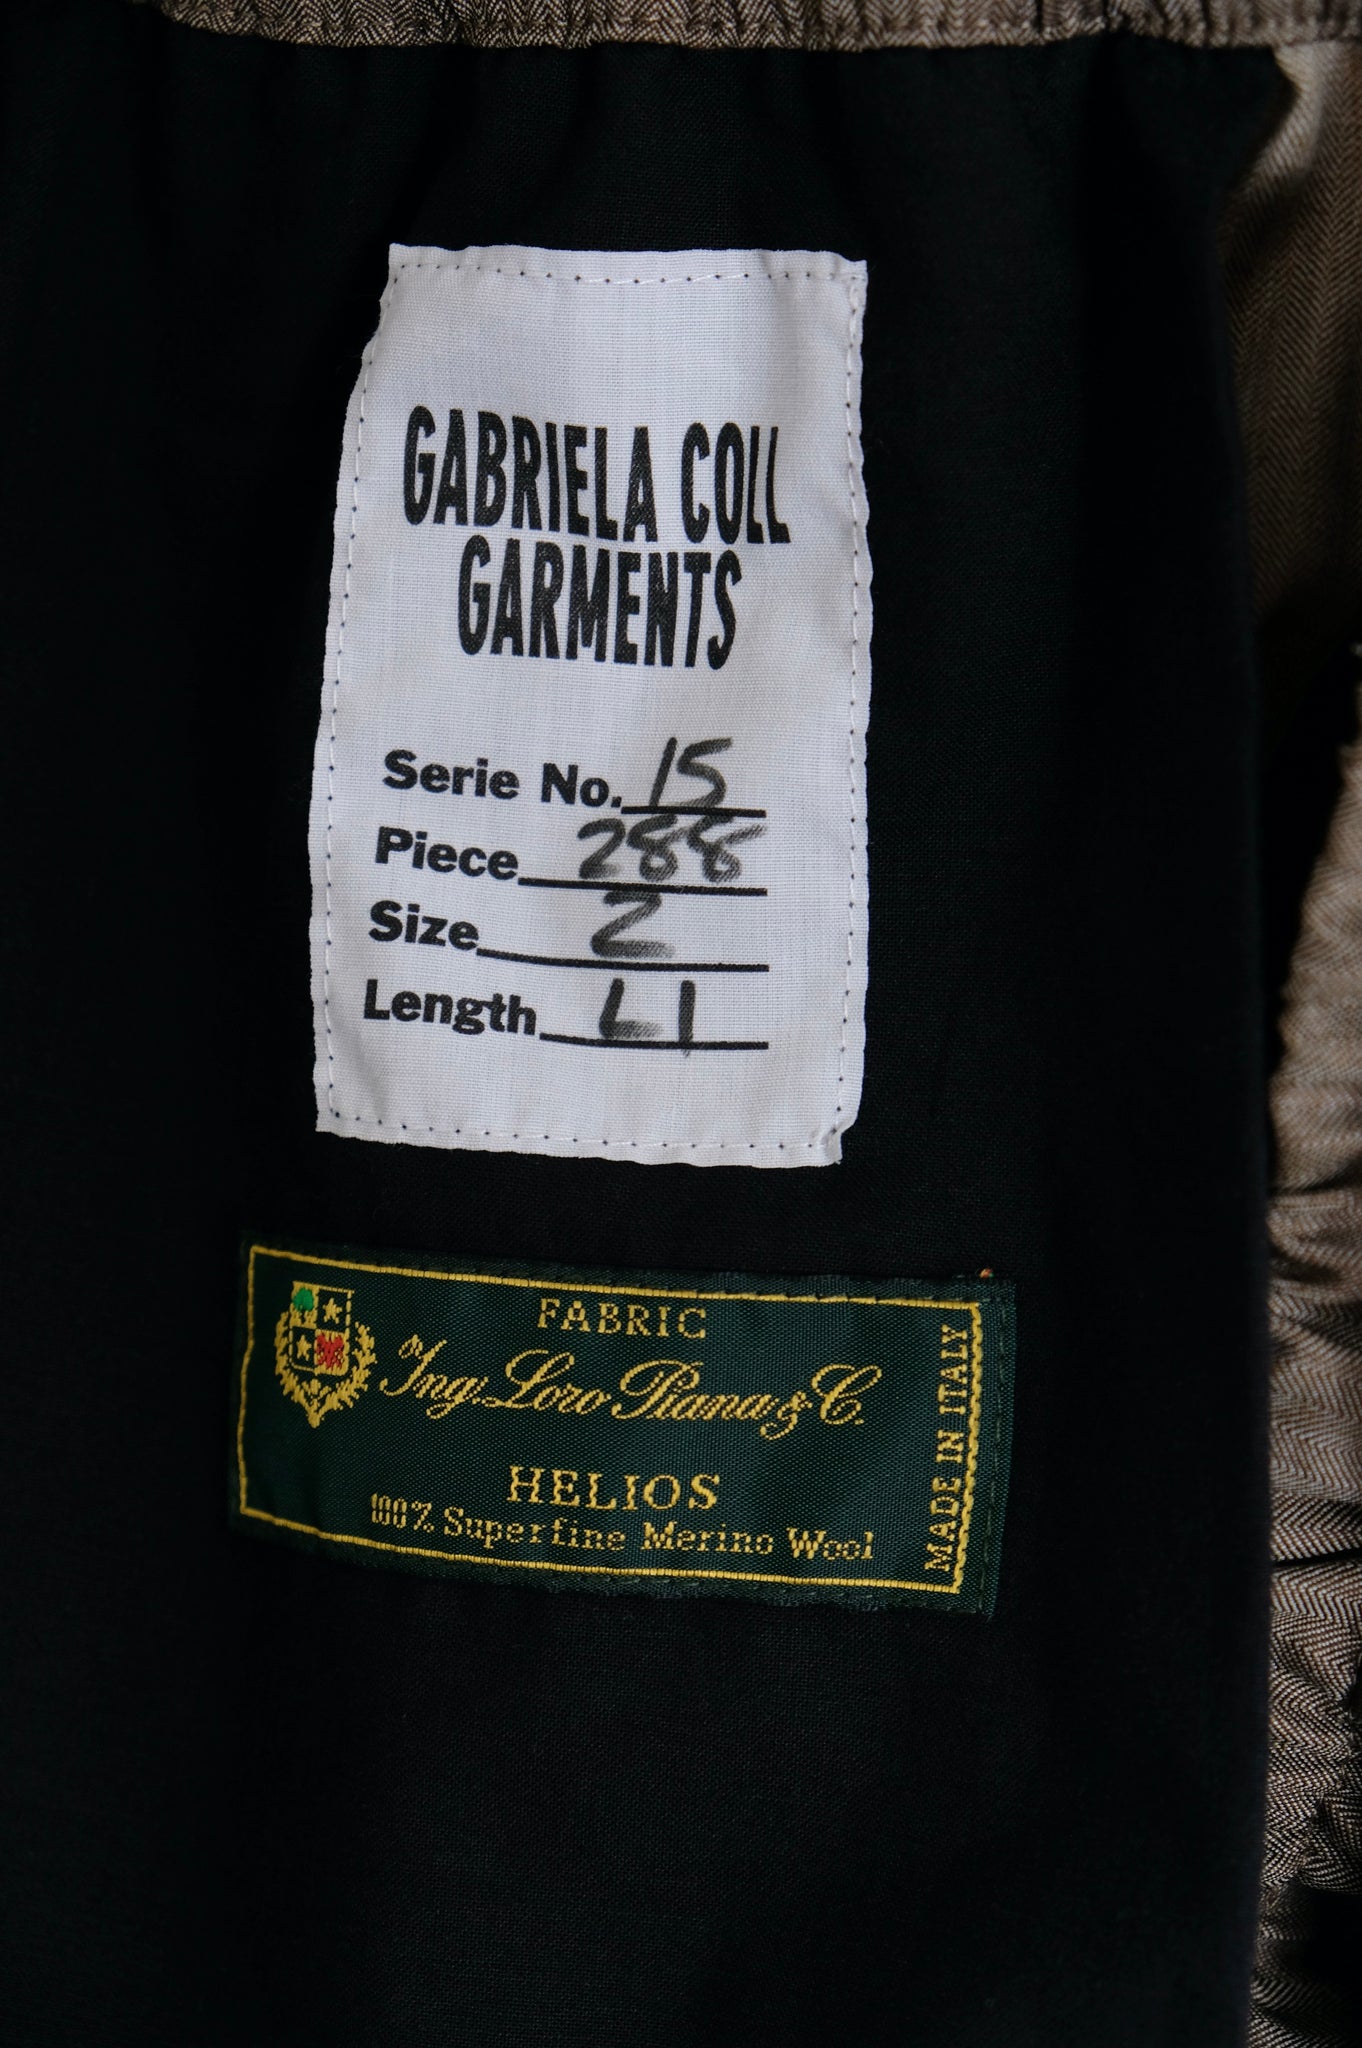 GABRIELA COLL
GARMENTS
Serie No. 15
Piece 288
Size 2
Length L1
FABRIC
Ing. Loro Piana & C.
HELIOS
100% Superfine Merino Wool
MADE IN ITALY